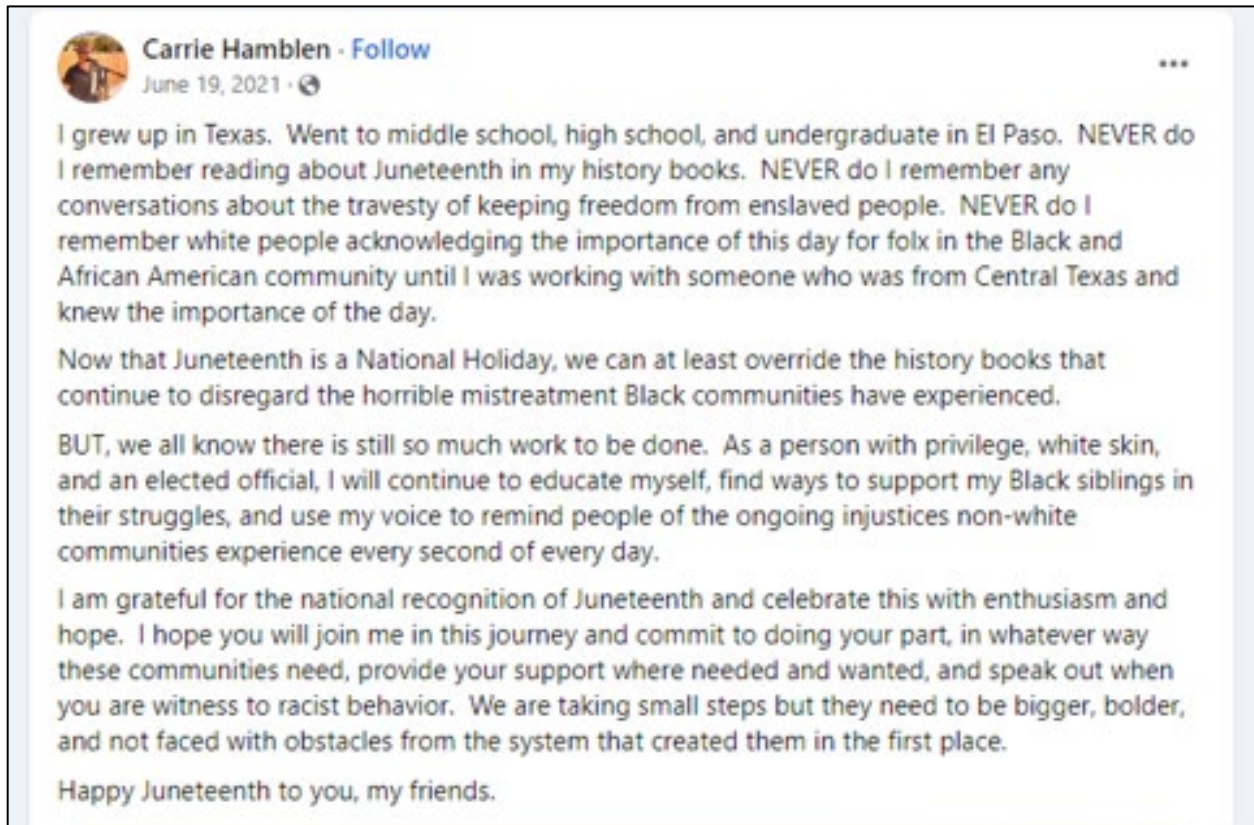 Carrie Hamblen · Follow
June 19, 2021 ·
I grew up in Texas.  Went to middle school, high school, and undergraduate in El Paso.  NEVER do
I remember reading about Juneteenth in my history books.  NEVER do I remember any
conversations about the travesty of keeping freedom from enslaved people.  NEVER do I
remember white people acknowledging the importance of this day for folx in the Black and
African American community until I was working with someone who was from Central Texas and
knew the importance of the day.
Now that Juneteenth is a National Holiday, we can at least override the history books that
continue to disregard the horrible mistreatment Black communities have experienced.
BUT, we all know there is still so much work to be done.  As a person with privilege, white skin,
and an elected official, I will continue to educate myself, find ways to support my Black siblings in
their struggles, and use my voice to remind people of the ongoing injustices non-white
communities experience every second of every day.
I am grateful for the national recognition of Juneteenth and celebrate this with enthusiasm and
hope.  I hope you will join me in this journey and commit to doing your part, in whatever way
these communities need, provide your support where needed and wanted, and speak out when
you are witness to racist behavior.  We are taking small steps but they need to be bigger, bolder,
and not faced with obstacles from the system that created them in the first place.
Happy Juneteenth to you, my friends.